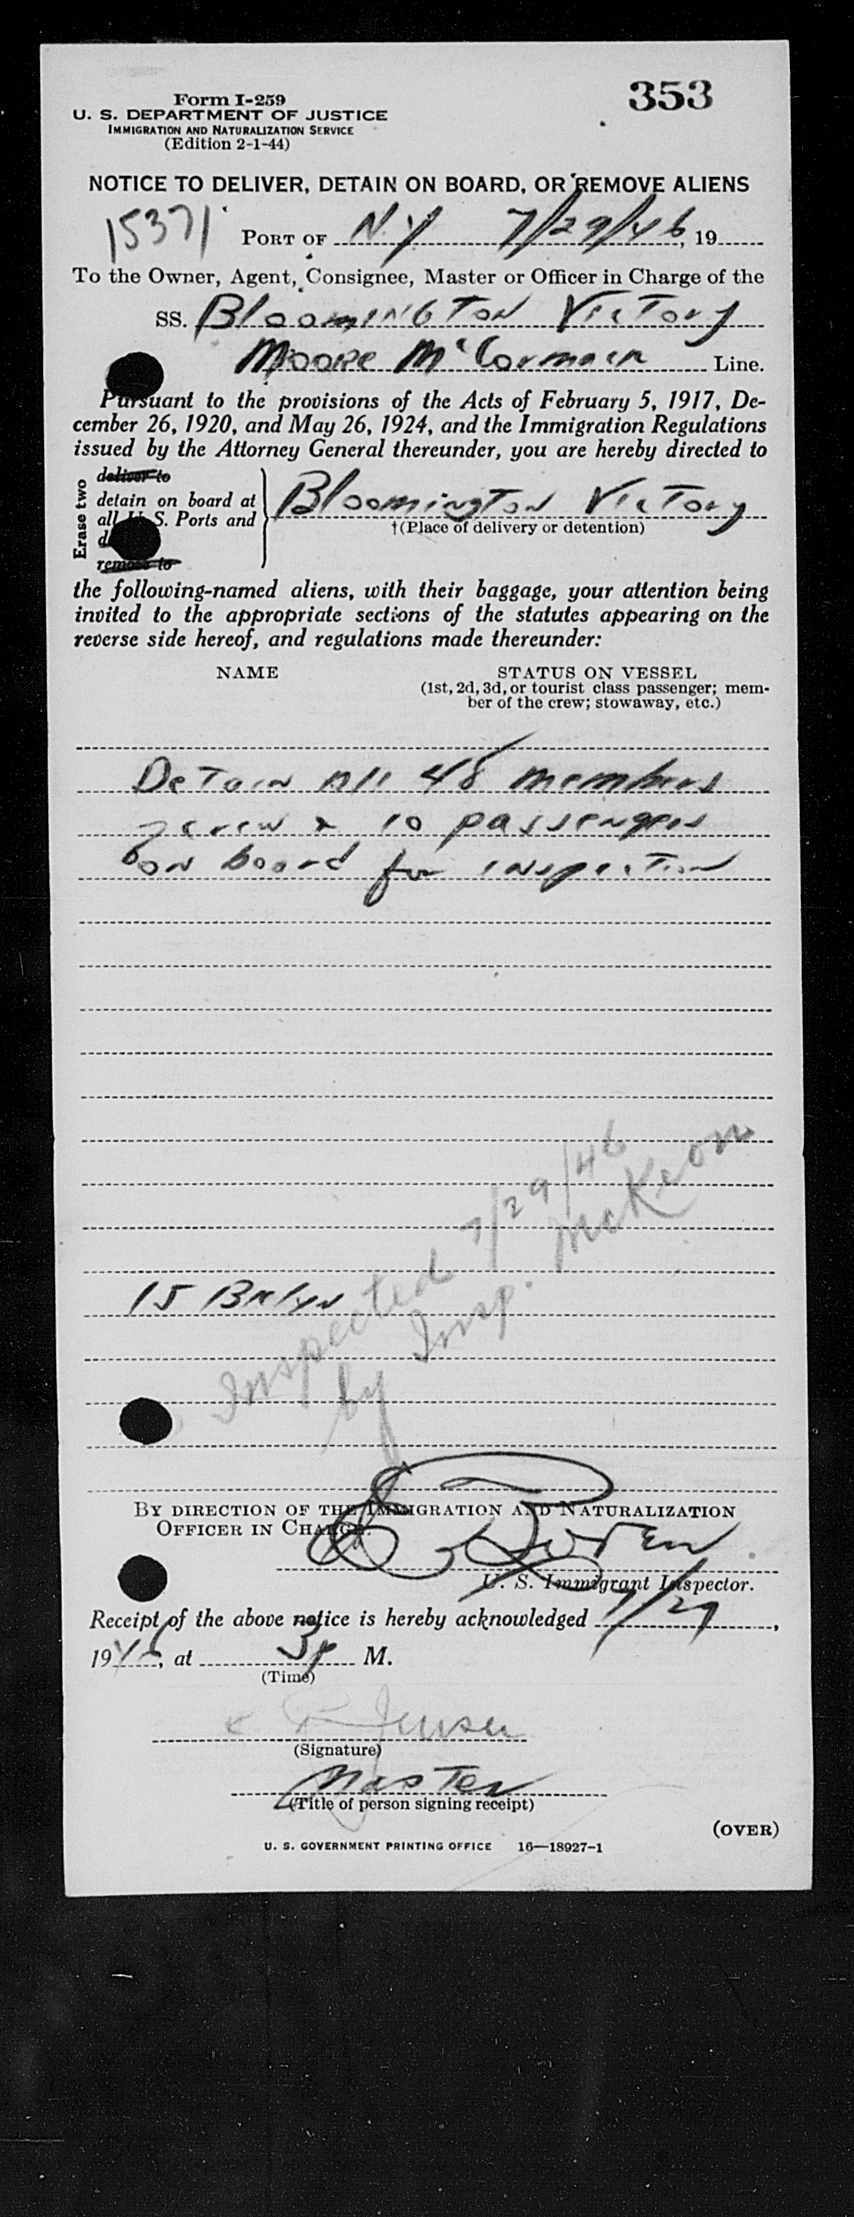 353
Form I-259
U. S. DEPARTMENT OF JUSTICE
IMMIGRATION AND NATURALIZATION SERVICE
(Edition 2-1-44)
NOTICE TO DELIVER, DETAIN ON BOARD, OR REMOVE ALIENS
15371
PORT OF N.Y 7/29/46, 19
To the Owner, Agent, Consignee, Master or Officer in Charge of the
SS. Bloomington Victory
Moore McCormack Line.
Pursuant to the provisions of the Acts of February 5, 1917, De-
cember 26, 1920, and May 26, 1924, and the Immigration Regulations
issued by the Attorney General thereunder, you are hereby directed to
Erase two
deliver to
detain on board at
all U. S. Ports and
remove to
Bloomington Victory
†(Place of delivery or detention)
the following-named aliens, with their baggage, your attention being
invited to the appropriate sections of the statutes appearing on the
reverse side hereof, and regulations made thereunder:
NAME STATUS ON VESSEL
(1st, 2d, 3d, or tourist class passenger; mem-
ber of the crew; stowaway, etc.)
Detain All 48 members
crew & 10 passengers
on board for inspection
Inspected 7/29/46
by Insp. McKeon
15 Bklyn
BY DIRECTION OF THE IMMIGRATION AND NATURALIZATION
OFFICER IN CHARGE.
U. S. Immigrant Inspector.
Receipt of the above notice is hereby acknowledged 7/29,
19 46, at 3p M.
(Time)
Jensen
(Signature)
Master
(Title of person signing receipt)
(OVER)
U. S. GOVERNMENT PRINTING OFFICE 16—18927-1